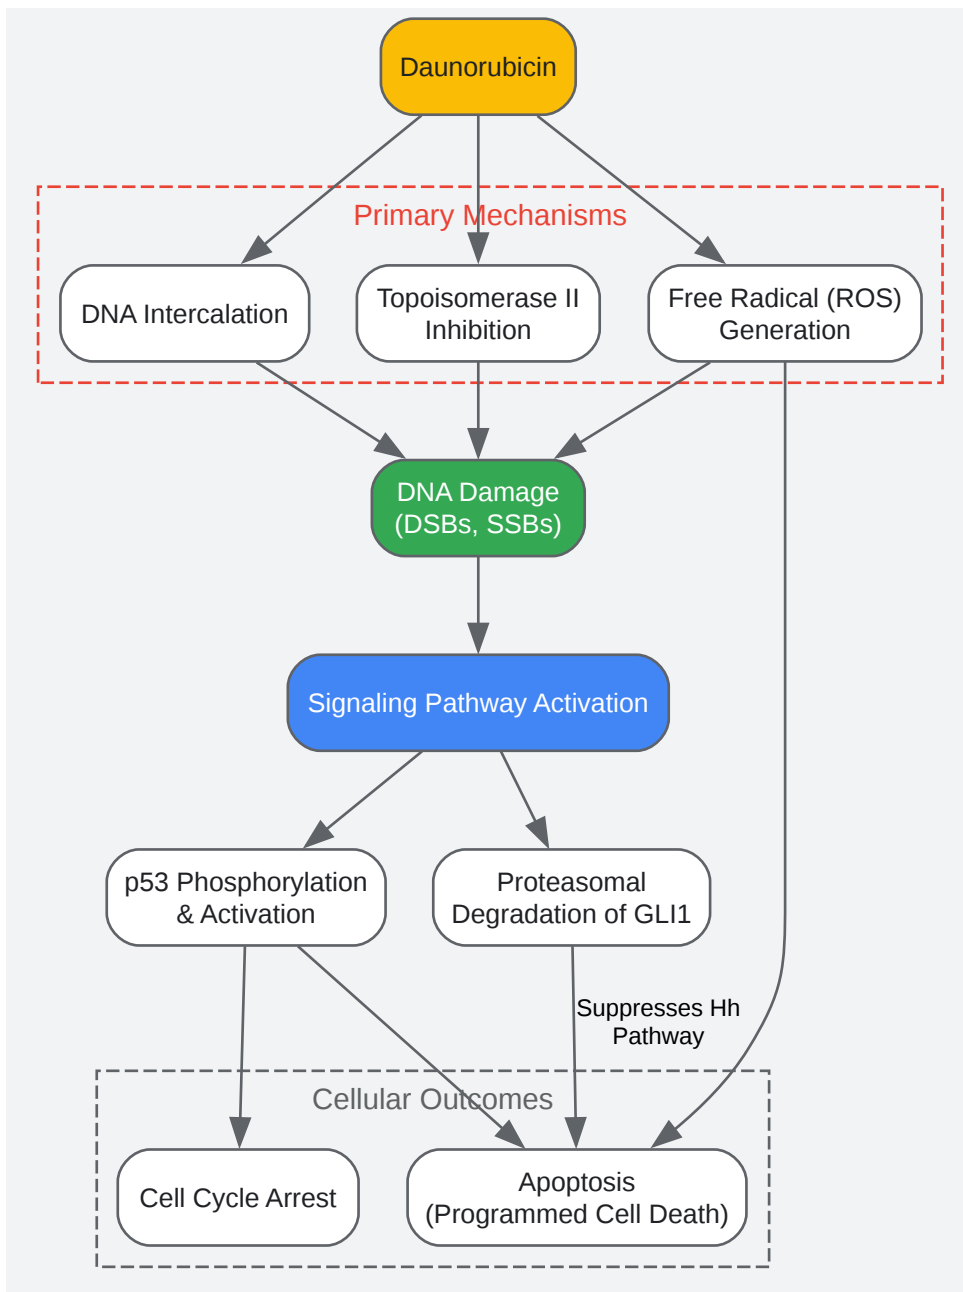 Daunorubicin
Primary Mechanisms
DNA Intercalation
Topoisomerase II
Inhibition
Free Radical (ROS)
Generation
DNA Damage
(DSBs, SSBs)
Signaling Pathway Activation
p53 Phosphorylation
& Activation
Proteasomal
Degradation of GLI1
Suppresses Hh
Pathway
Cellular Outcomes
Cell Cycle Arrest
Apoptosis
(Programmed Cell Death)